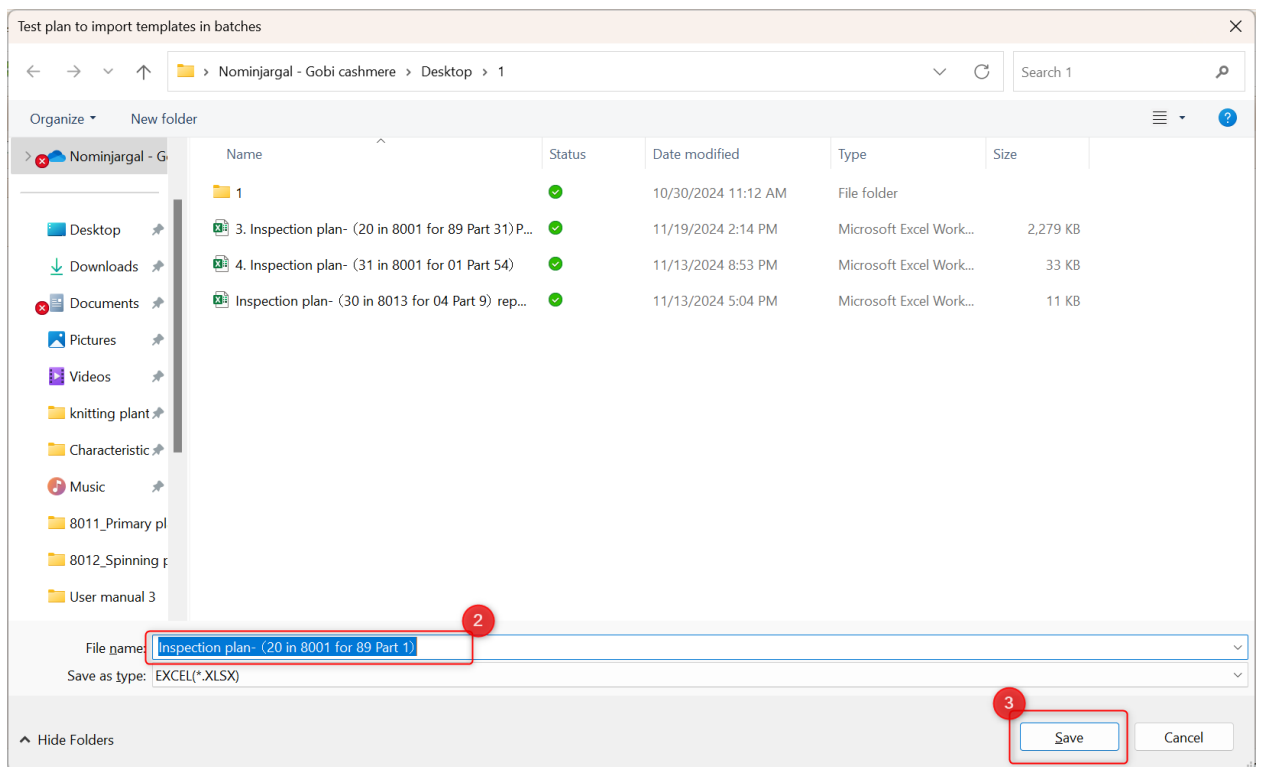 Test plan to import templates in batches
Nominjargal - Gobi cashmere > Desktop > 1
Search 1
Organize
New folder
Nominjargal - G
Name
Status
Date modified
Type
Size
1
10/30/2024 11:12 AM
File folder
Desktop
3. Inspection plan-（20 in 8001 for 89 Part 31）P...
11/19/2024 2:14 PM
Microsoft Excel Work...
2,279 KB
Downloads
4. Inspection plan-（31 in 8001 for 01 Part 54）
11/13/2024 8:53 PM
Microsoft Excel Work...
33 KB
Documents
Inspection plan-（30 in 8013 for 04 Part 9）rep...
11/13/2024 5:04 PM
Microsoft Excel Work...
11 KB
Pictures
Videos
knitting plant
Characteristic
Music
8011_Primary pl
8012_Spinning p
User manual 3
2
File name:
Inspection plan-（20 in 8001 for 89 Part 1）
Save as type:
EXCEL(*.XLSX)
3
Hide Folders
Save
Cancel